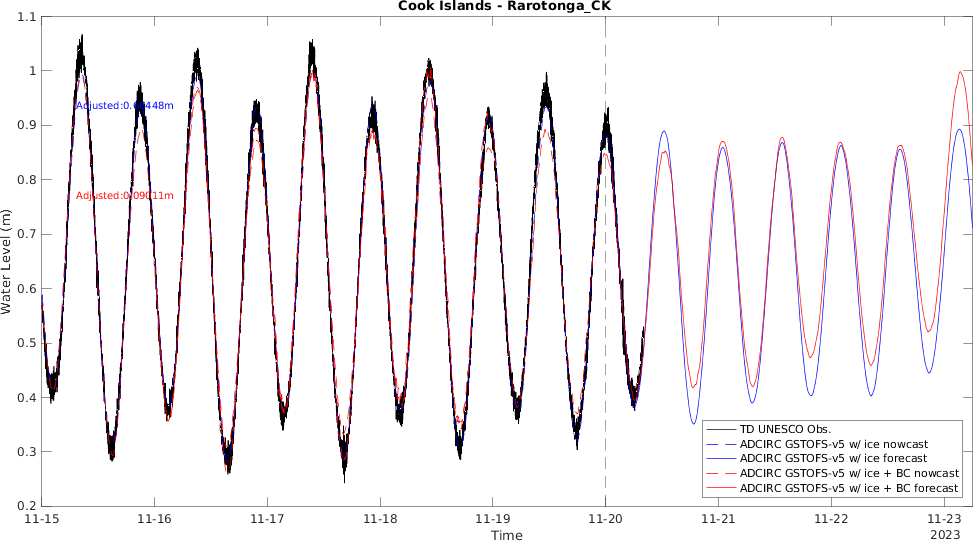 Cook Islands - Rarotonga_CK
1.1
1
0.9
0.8
0.7
0.6
0.5
0.4
0.3
0.2
Water Level (m)
Adjusted:0.09011m
TD UNESCO Obs.
ADCIRC GSTOFS-v5 w/ ice nowcast
ADCIRC GSTOFS-v5 w/ ice forecast
ADCIRC GSTOFS-v5 w/ ice + BC nowcast
ADCIRC GSTOFS-v5 w/ ice + BC forecast
11-15 11-16 11-17 11-18 11-19 11-20 11-21 11-22 11-23
Time
2023